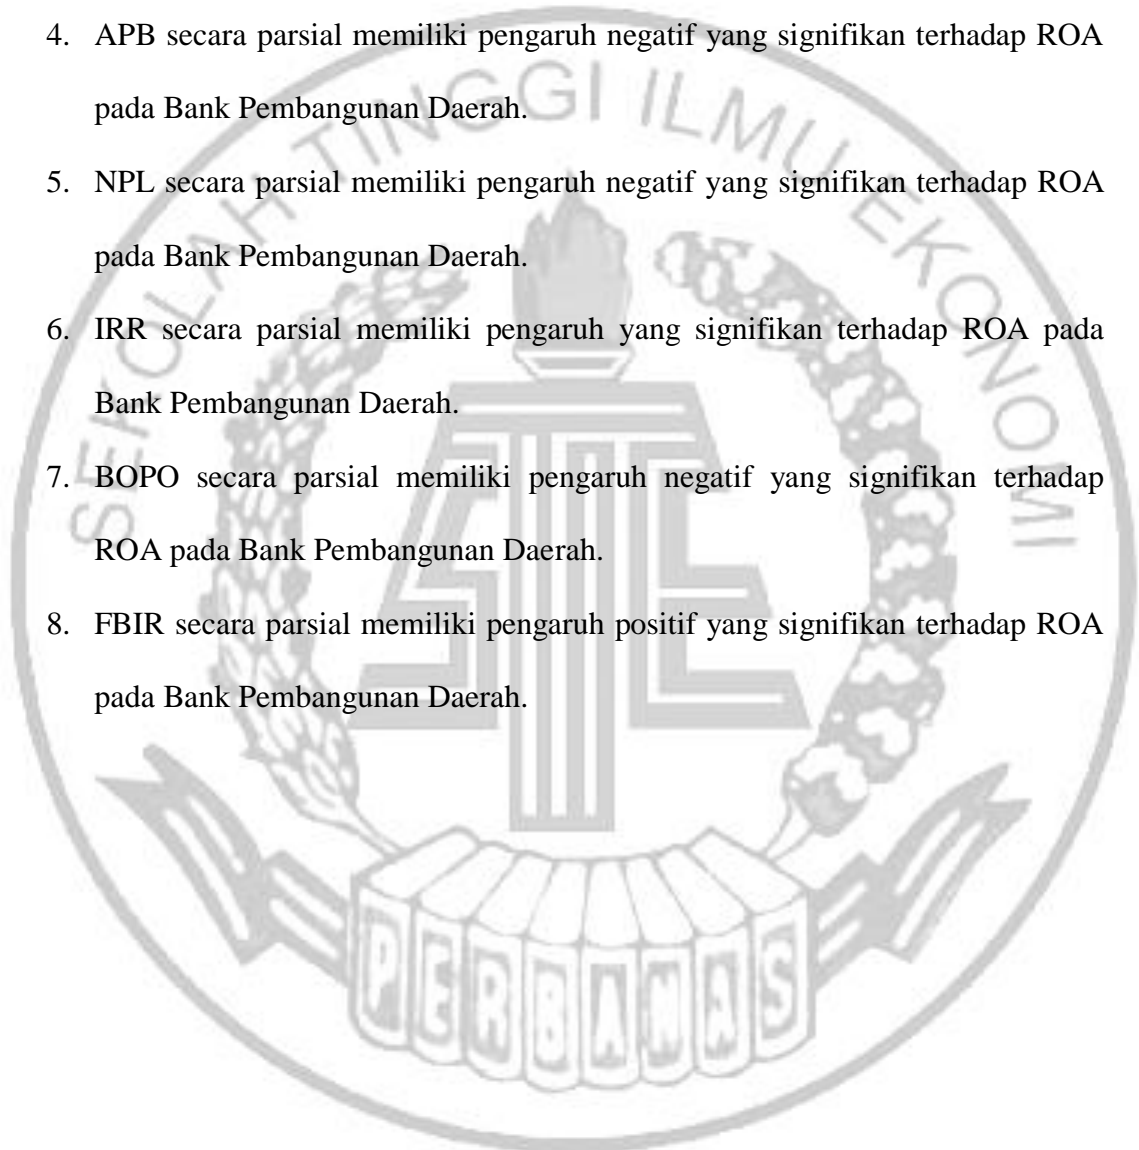 4. APB secara parsial memiliki pengaruh negatif yang signifikan terhadap ROA
pada Bank Pembangunan Daerah.
5. NPL secara parsial memiliki pengaruh negatif yang signifikan terhadap ROA
pada Bank Pembangunan Daerah.
6. IRR secara parsial memiliki pengaruh yang signifikan terhadap ROA pada
Bank Pembangunan Daerah.
7. BOPO secara parsial memiliki pengaruh negatif yang signifikan terhadap
ROA pada Bank Pembangunan Daerah.
8. FBIR secara parsial memiliki pengaruh positif yang signifikan terhadap ROA
pada Bank Pembangunan Daerah.
SEKOLAH TINGGI ILMU EKONOMI
PERBANAS